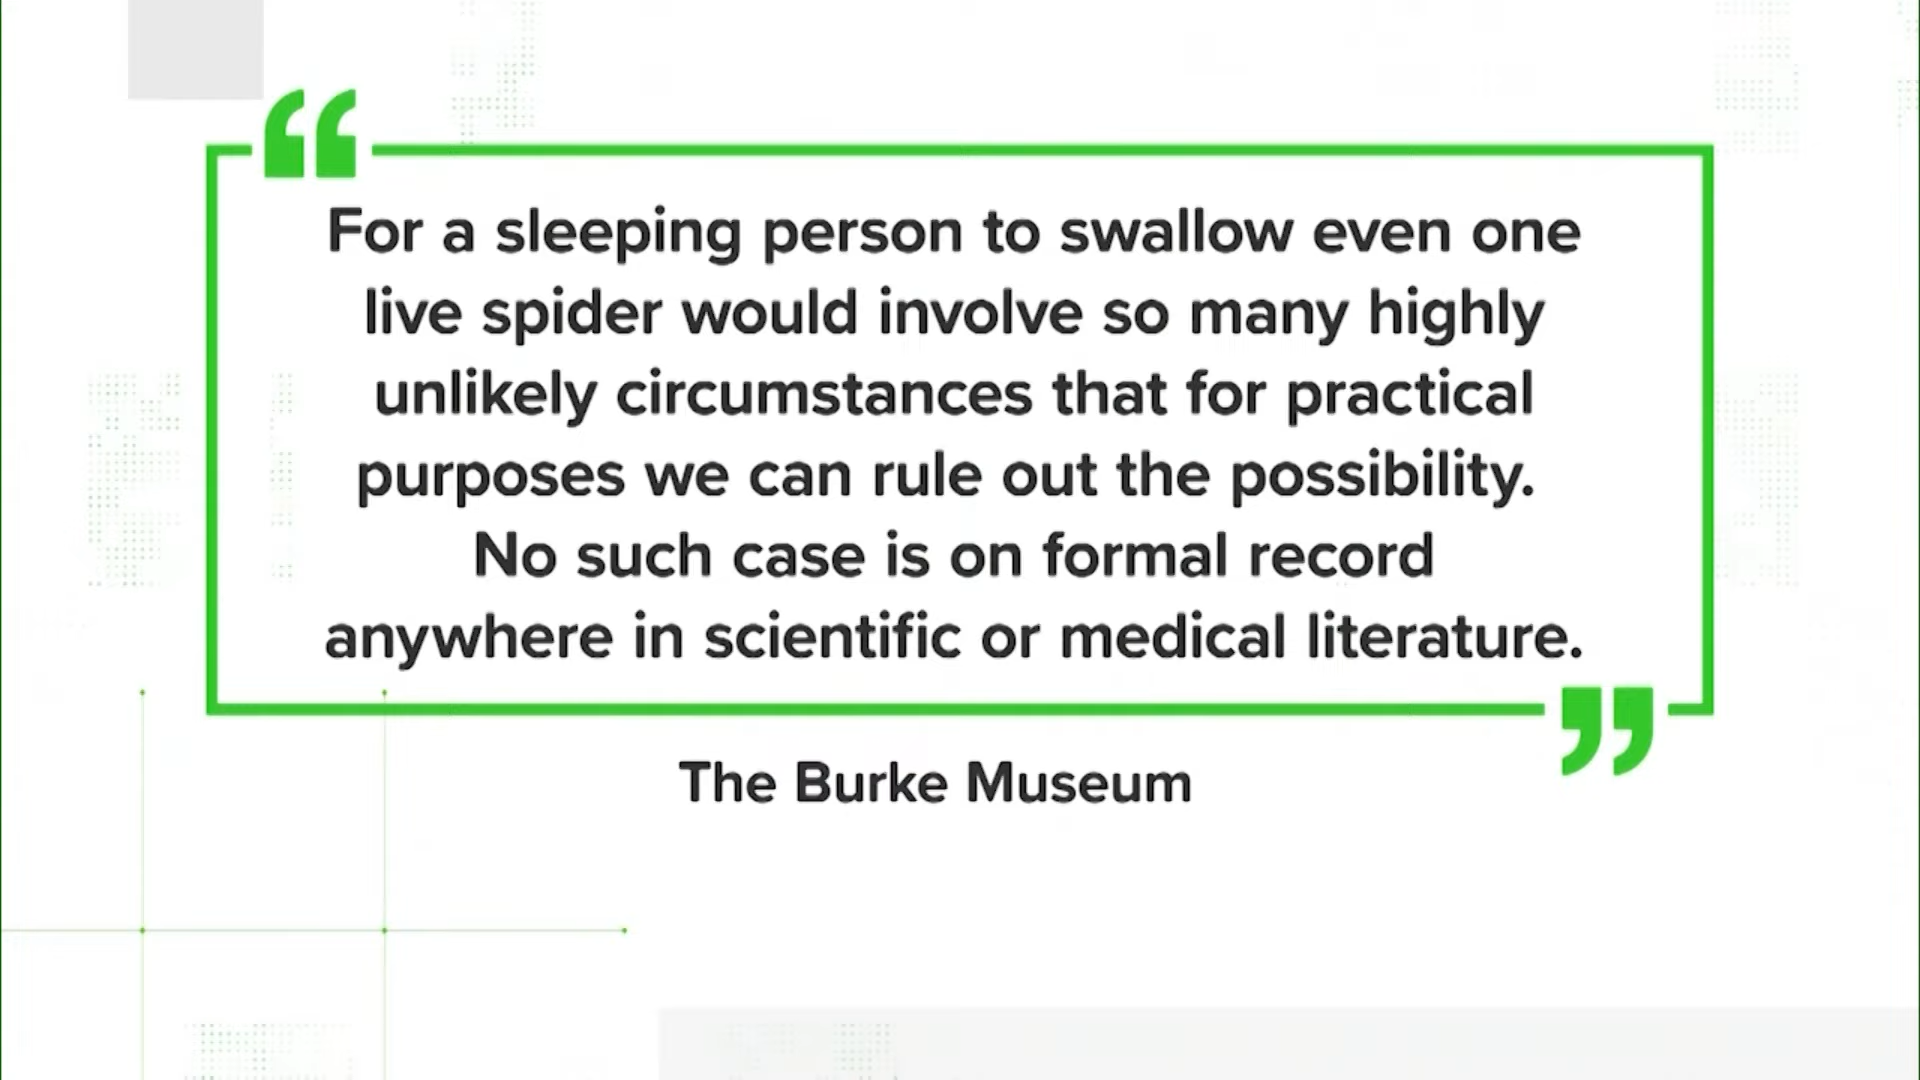 “
For a sleeping person to swallow even one
live spider would involve so many highly
unlikely circumstances that for practical
purposes we can rule out the possibility.
No such case is on formal record
anywhere in scientific or medical literature.
”
The Burke Museum